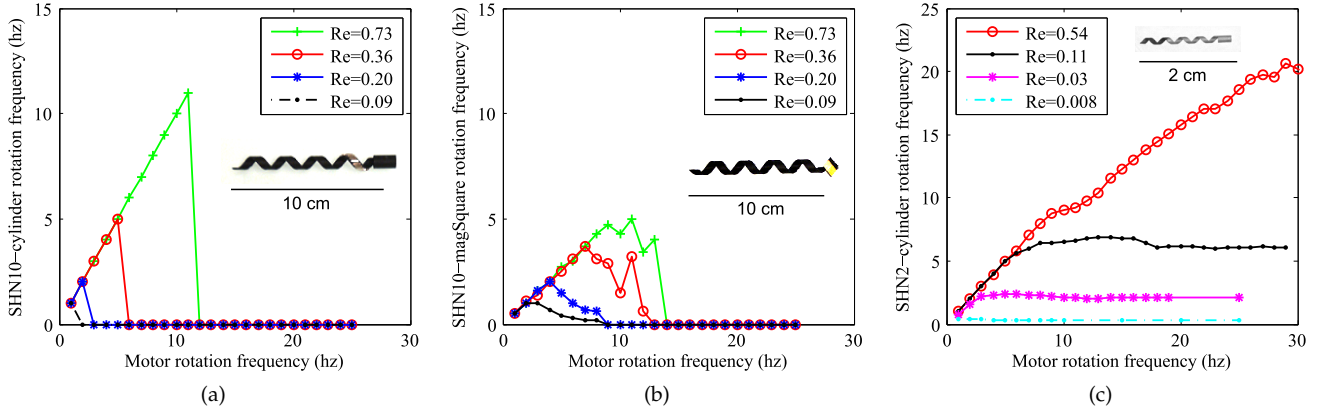 SHN10−cylinder rotation frequency (hz)
15
10
5
0
0
10
20
30
Motor rotation frequency (hz)
Re=0.73
Re=0.36
Re=0.20
Re=0.09
10 cm
(a)
SHN10−magSquare rotation frequency (hz)
15
10
5
0
0
10
20
30
Motor rotation frequency (hz)
Re=0.73
Re=0.36
Re=0.20
Re=0.09
10 cm
(b)
SHN2−cylinder rotation frequency (hz)
25
20
15
10
5
0
0
10
20
30
Motor rotation frequency (hz)
Re=0.54
Re=0.11
Re=0.03
Re=0.008
2 cm
(c)